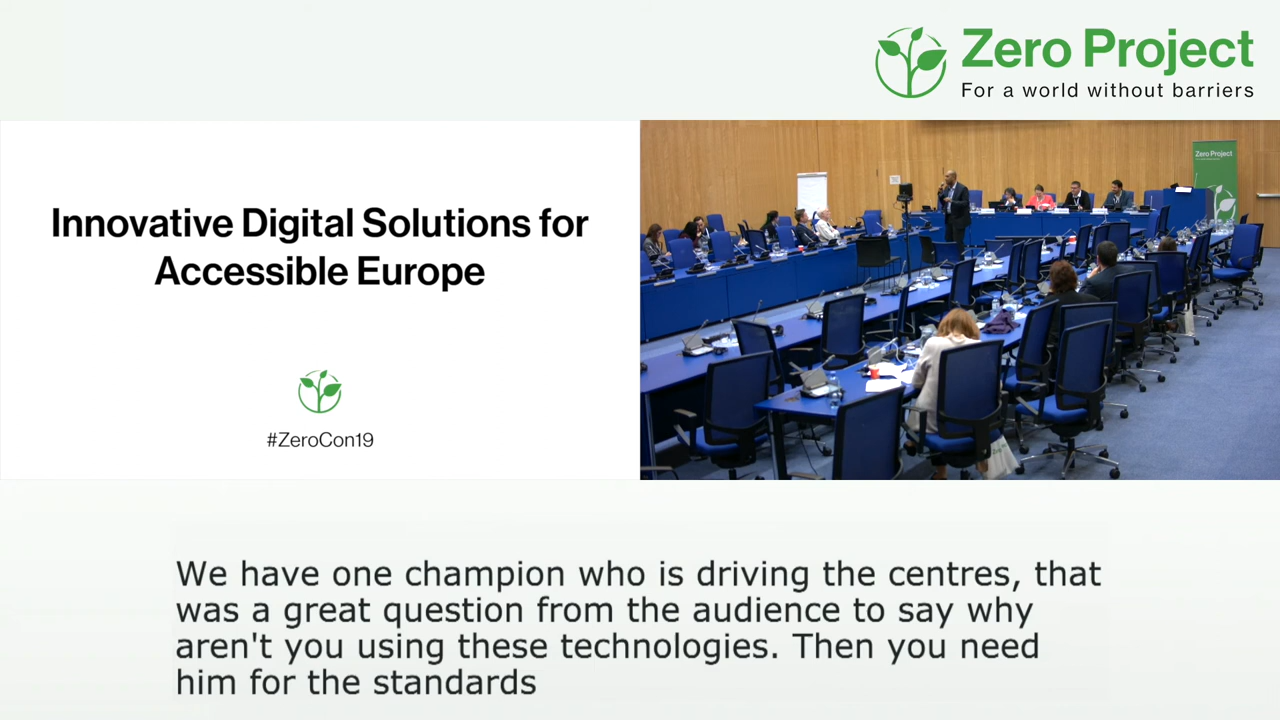 Zero Project
For a world without barriers
Innovative Digital Solutions for
Accessible Europe
#ZeroCon19
Zero Project
We have one champion who is driving the centres, that
was a great question from the audience to say why
aren't you using these technologies. Then you need
him for the standards